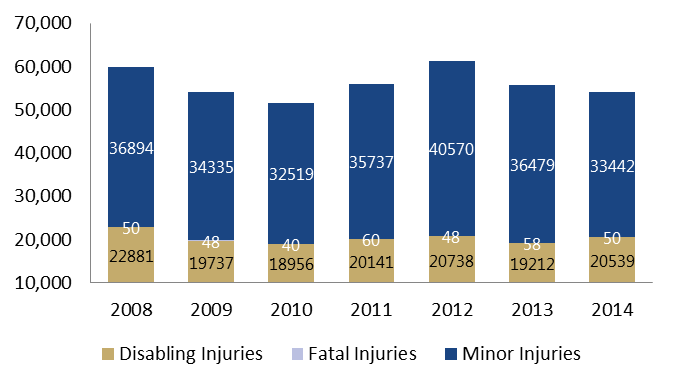 70,000
60,000
50,000
40,000
30,000
20,000
10,000
36894 34335 32519 35737 40570 36479 33442
50 48 40 60 48 58 50
22881 19737 18956 20141 20738 19212 20539
2008 2009 2010 2011 2012 2013 2014
Disabling Injuries Fatal Injuries Minor Injuries